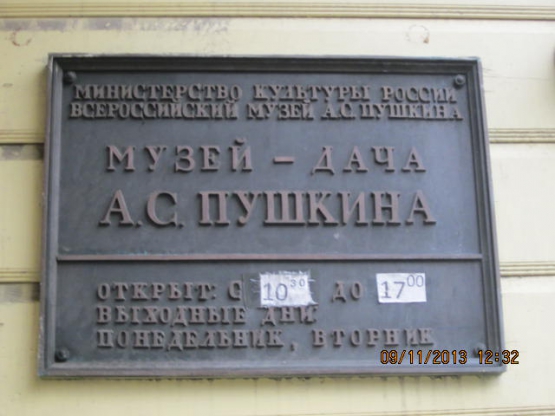 МИНИСТЕРСТВО КУЛЬТУРЫ РОССИИ
ВСЕРОССИЙСКИЙ МУЗЕЙ А.С. ПУШКИНА
МУЗЕЙ – ДАЧА
А.С. ПУШКИНА
ОТКРЫТ: С 10³⁰ ДО 17⁰⁰
ВЫХОДНЫЕ ДНИ:
ПОНЕДЕЛЬНИК, ВТОРНИК
09/11/2013 12:32